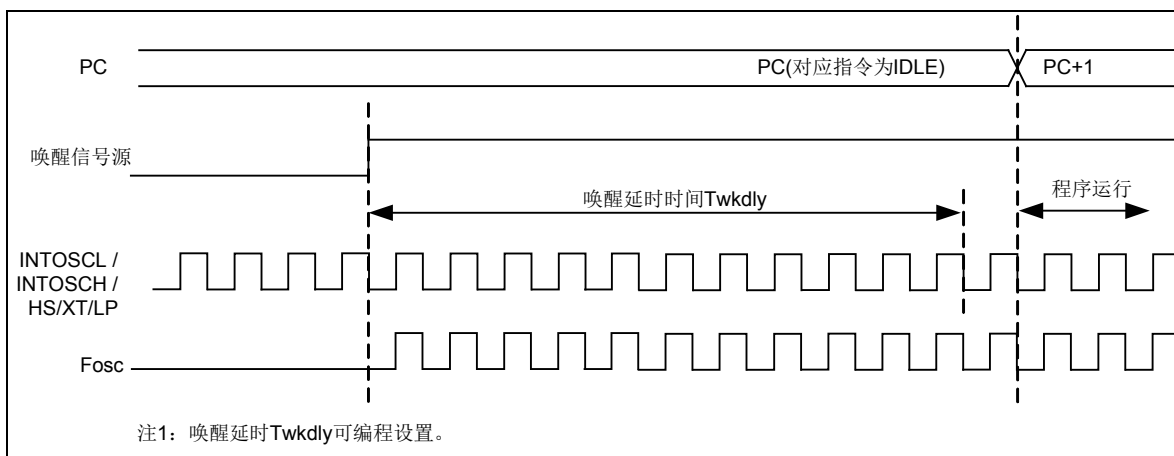 PC
PC(对应指令为IDLE)
PC+1
唤醒信号源
唤醒延时时间Twkdly
程序运行
INTOSCL /
INTOSCH /
HS/XT/LP
Fosc
注1：唤醒延时Twkdly可编程设置。